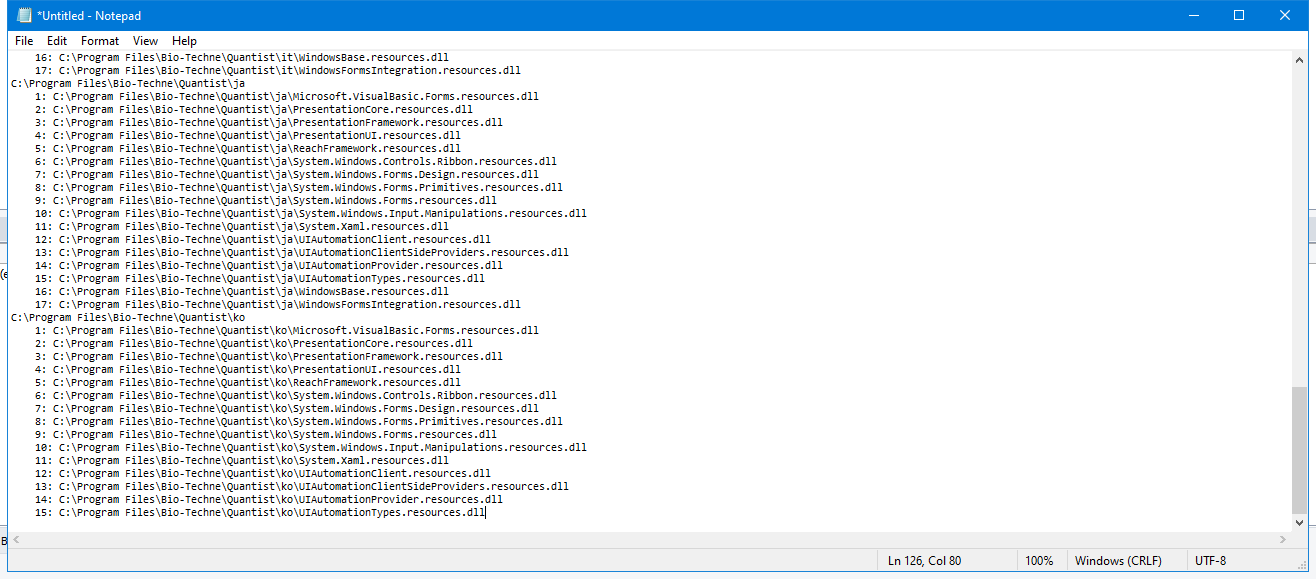 *Untitled - Notepad
File Edit Format View Help
16: C:\Program Files\Bio-Techne\Quantist\it\WindowsBase.resources.dll
17: C:\Program Files\Bio-Techne\Quantist\it\WindowsFormsIntegration.resources.dll
C:\Program Files\Bio-Techne\Quantist\ja
1: C:\Program Files\Bio-Techne\Quantist\ja\Microsoft.VisualBasic.Forms.resources.dll
2: C:\Program Files\Bio-Techne\Quantist\ja\PresentationCore.resources.dll
3: C:\Program Files\Bio-Techne\Quantist\ja\PresentationFramework.resources.dll
4: C:\Program Files\Bio-Techne\Quantist\ja\PresentationUI.resources.dll
5: C:\Program Files\Bio-Techne\Quantist\ja\ReachFramework.resources.dll
6: C:\Program Files\Bio-Techne\Quantist\ja\System.Windows.Controls.Ribbon.resources.dll
7: C:\Program Files\Bio-Techne\Quantist\ja\System.Windows.Forms.Design.resources.dll
8: C:\Program Files\Bio-Techne\Quantist\ja\System.Windows.Forms.Primitives.resources.dll
9: C:\Program Files\Bio-Techne\Quantist\ja\System.Windows.Forms.resources.dll
10: C:\Program Files\Bio-Techne\Quantist\ja\System.Windows.Input.Manipulations.resources.dll
11: C:\Program Files\Bio-Techne\Quantist\ja\System.Xaml.resources.dll
12: C:\Program Files\Bio-Techne\Quantist\ja\UIAutomationClient.resources.dll
13: C:\Program Files\Bio-Techne\Quantist\ja\UIAutomationClientSideProviders.resources.dll
14: C:\Program Files\Bio-Techne\Quantist\ja\UIAutomationProvider.resources.dll
15: C:\Program Files\Bio-Techne\Quantist\ja\UIAutomationTypes.resources.dll
16: C:\Program Files\Bio-Techne\Quantist\ja\WindowsBase.resources.dll
17: C:\Program Files\Bio-Techne\Quantist\ja\WindowsFormsIntegration.resources.dll
C:\Program Files\Bio-Techne\Quantist\ko
1: C:\Program Files\Bio-Techne\Quantist\ko\Microsoft.VisualBasic.Forms.resources.dll
2: C:\Program Files\Bio-Techne\Quantist\ko\PresentationCore.resources.dll
3: C:\Program Files\Bio-Techne\Quantist\ko\PresentationFramework.resources.dll
4: C:\Program Files\Bio-Techne\Quantist\ko\PresentationUI.resources.dll
5: C:\Program Files\Bio-Techne\Quantist\ko\ReachFramework.resources.dll
6: C:\Program Files\Bio-Techne\Quantist\ko\System.Windows.Controls.Ribbon.resources.dll
7: C:\Program Files\Bio-Techne\Quantist\ko\System.Windows.Forms.Design.resources.dll
8: C:\Program Files\Bio-Techne\Quantist\ko\System.Windows.Forms.Primitives.resources.dll
9: C:\Program Files\Bio-Techne\Quantist\ko\System.Windows.Forms.resources.dll
10: C:\Program Files\Bio-Techne\Quantist\ko\System.Windows.Input.Manipulations.resources.dll
11: C:\Program Files\Bio-Techne\Quantist\ko\System.Xaml.resources.dll
12: C:\Program Files\Bio-Techne\Quantist\ko\UIAutomationClient.resources.dll
13: C:\Program Files\Bio-Techne\Quantist\ko\UIAutomationClientSideProviders.resources.dll
14: C:\Program Files\Bio-Techne\Quantist\ko\UIAutomationProvider.resources.dll
15: C:\Program Files\Bio-Techne\Quantist\ko\UIAutomationTypes.resources.dll
Ln 126, Col 80 100% Windows (CRLF) UTF-8